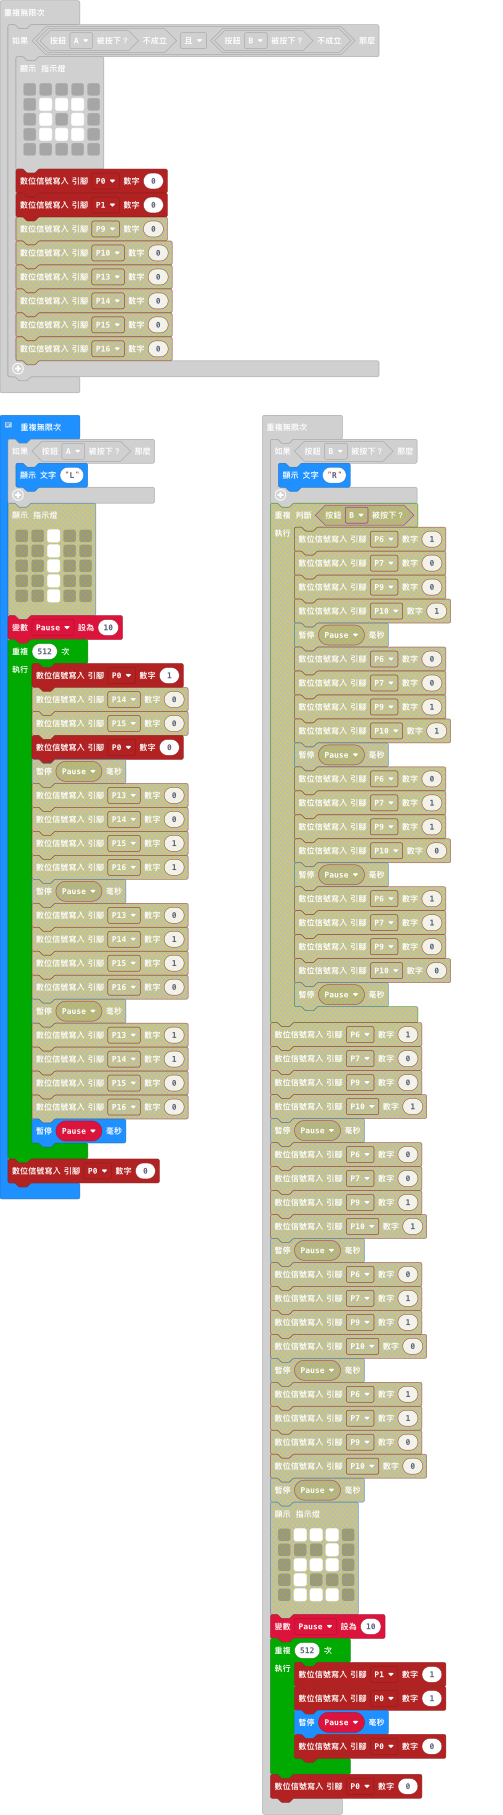 重複無限次
如果 按鈕 A 被按下？ 不成立 且 按鈕 B 被按下？ 不成立 那麼
顯示 指示燈
數位信號寫入 引腳 P0 數字 0
數位信號寫入 引腳 P1 數字 0
數位信號寫入 引腳 P9 數字 0
數位信號寫入 引腳 P10 數字 0
數位信號寫入 引腳 P13 數字 0
數位信號寫入 引腳 P14 數字 0
數位信號寫入 引腳 P15 數字 0
數位信號寫入 引腳 P16 數字 0
重複無限次
如果 按鈕 A 被按下？ 那麼
顯示 文字 "L"
顯示 指示燈
變數 Pause 設為 10
重複 512 次
執行
數位信號寫入 引腳 P0 數字 1
數位信號寫入 引腳 P14 數字 0
數位信號寫入 引腳 P15 數字 0
數位信號寫入 引腳 P0 數字 0
暫停 Pause 毫秒
數位信號寫入 引腳 P13 數字 0
數位信號寫入 引腳 P14 數字 0
數位信號寫入 引腳 P15 數字 1
數位信號寫入 引腳 P16 數字 1
暫停 Pause 毫秒
數位信號寫入 引腳 P13 數字 0
數位信號寫入 引腳 P14 數字 1
數位信號寫入 引腳 P15 數字 1
數位信號寫入 引腳 P16 數字 0
暫停 Pause 毫秒
數位信號寫入 引腳 P13 數字 1
數位信號寫入 引腳 P14 數字 1
數位信號寫入 引腳 P15 數字 0
數位信號寫入 引腳 P16 數字 0
暫停 Pause 毫秒
數位信號寫入 引腳 P0 數字 0
重複無限次
如果 按鈕 B 被按下？ 那麼
顯示 文字 "R"
重複 判斷 按鈕 B 被按下？
執行
數位信號寫入 引腳 P6 數字 1
數位信號寫入 引腳 P7 數字 0
數位信號寫入 引腳 P9 數字 0
數位信號寫入 引腳 P10 數字 1
暫停 Pause 毫秒
數位信號寫入 引腳 P6 數字 0
數位信號寫入 引腳 P7 數字 0
數位信號寫入 引腳 P9 數字 1
數位信號寫入 引腳 P10 數字 1
暫停 Pause 毫秒
數位信號寫入 引腳 P6 數字 0
數位信號寫入 引腳 P7 數字 1
數位信號寫入 引腳 P9 數字 1
數位信號寫入 引腳 P10 數字 0
暫停 Pause 毫秒
數位信號寫入 引腳 P6 數字 1
數位信號寫入 引腳 P7 數字 1
數位信號寫入 引腳 P9 數字 0
數位信號寫入 引腳 P10 數字 0
暫停 Pause 毫秒
數位信號寫入 引腳 P6 數字 1
數位信號寫入 引腳 P7 數字 0
數位信號寫入 引腳 P9 數字 0
數位信號寫入 引腳 P10 數字 1
暫停 Pause 毫秒
數位信號寫入 引腳 P6 數字 0
數位信號寫入 引腳 P7 數字 0
數位信號寫入 引腳 P9 數字 1
數位信號寫入 引腳 P10 數字 1
暫停 Pause 毫秒
數位信號寫入 引腳 P6 數字 0
數位信號寫入 引腳 P7 數字 1
數位信號寫入 引腳 P9 數字 1
數位信號寫入 引腳 P10 數字 0
暫停 Pause 毫秒
數位信號寫入 引腳 P6 數字 1
數位信號寫入 引腳 P7 數字 1
數位信號寫入 引腳 P9 數字 0
數位信號寫入 引腳 P10 數字 0
暫停 Pause 毫秒
顯示 指示燈
變數 Pause 設為 10
重複 512 次
執行
數位信號寫入 引腳 P1 數字 1
數位信號寫入 引腳 P0 數字 1
暫停 Pause 毫秒
數位信號寫入 引腳 P0 數字 0
數位信號寫入 引腳 P0 數字 0